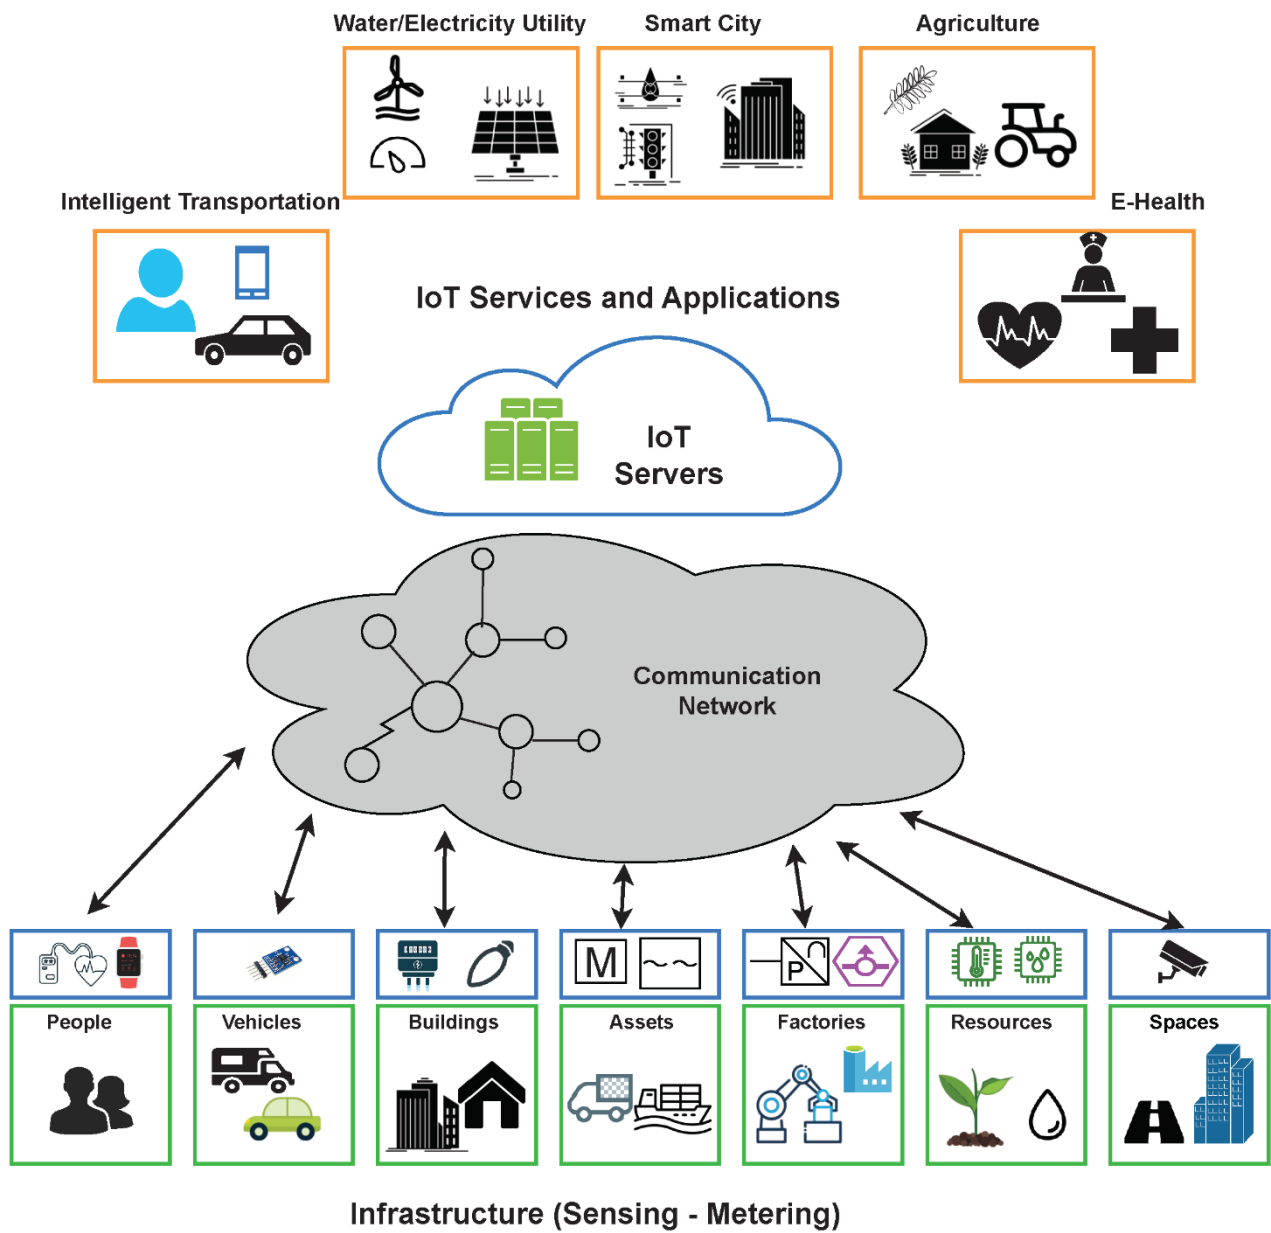 Water/Electricity Utility
Smart City
Agriculture
Intelligent Transportation
E-Health
IoT Services and Applications
IoT
Servers
Communication
Network
M
P
People
Vehicles
Buildings
Assets
Factories
Resources
Spaces
Infrastructure (Sensing - Metering)